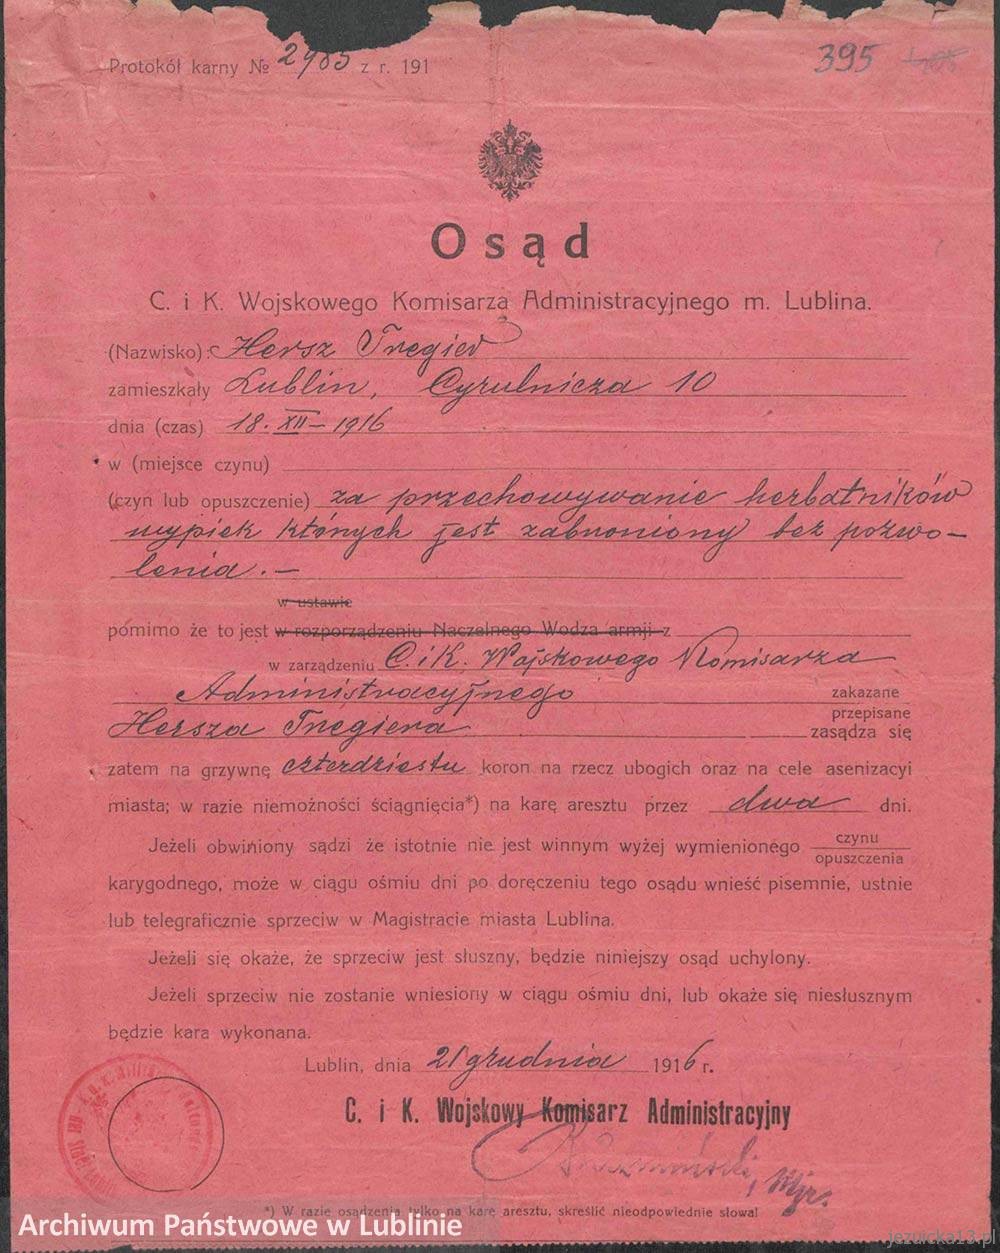 Protokół karny № 2985 z r. 191
395
Osąd
C. i K. Wojskowego Komisarza Administracyjnego m. Lublina.
(Nazwisko): Hersz Tregier
zamieszkały Lublin, Cyrulnicza 10
dnia (czas) 18. XII – 1916
w (miejsce czynu)
(czyn lub opuszczenie) za przechowywanie herbatników
wypiek których jest zabroniony bez pozwo–
lenia. –
w ustawie
pomimo że to jest w rozporządzeniu Naczelnego Wodza armji z
w zarządzeniu C. i K. Wojskowego Komisarza
Administracyjnego zakazane
przepisane
Hersza Tregiera zasądza się
zatem na grzywnę czterdziestu koron na rzecz ubogich oraz na cele asenizacyi
miasta; w razie niemożności ściągnięcia*) na karę aresztu przez dwa dni.
Jeżeli obwiniony sądzi że istotnie nie jest winnym wyżej wymienionego czynu
opuszczenia
karygodnego, może w ciągu ośmiu dni po doręczeniu tego osądu wnieść pisemnie, ustnie
lub telegraficznie sprzeciw w Magistracie miasta Lublina.
Jeżeli się okaże, że sprzeciw jest słuszny, będzie niniejszy osąd uchylony.
Jeżeli sprzeciw nie zostanie wniesiony w ciągu ośmiu dni, lub okaże się niesłusznym
będzie kara wykonana.
Lublin, dnia 21 grudnia 1916 r.
C. i K. Wojskowy Komisarz Administracyjny
Mjr.
*) W razie osądzenia tylko na karę aresztu, skreślić nieodpowiednie słowa!
Archiwum Państwowe w Lublinie
jezuicka13.pl